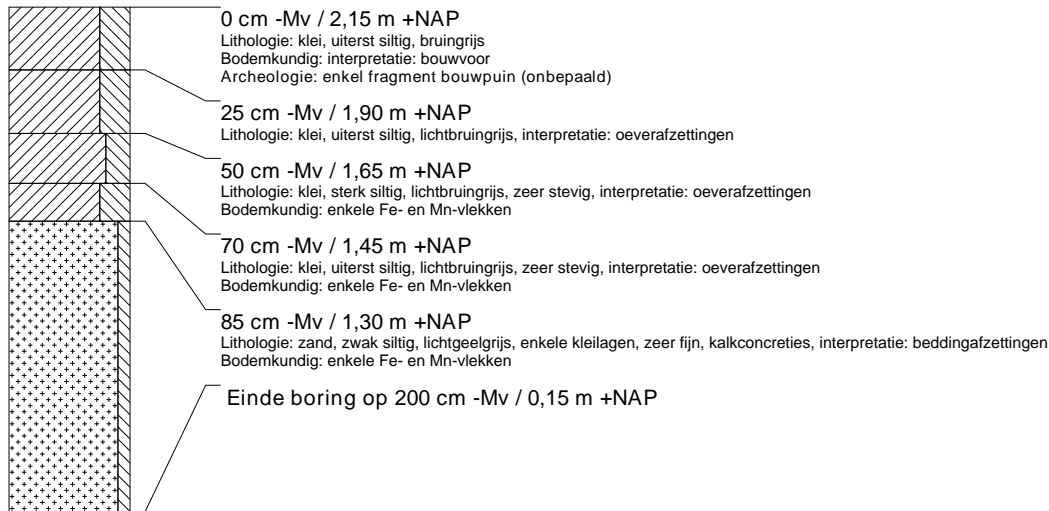 0 cm -Mv / 2,15 m +NAP
Lithologie: klei, uiterst siltig, bruingrijs
Bodemkundig: interpretatie: bouwvoor
Archeologie: enkel fragment bouwpuin (onbepaald)
25 cm -Mv / 1,90 m +NAP
Lithologie: klei, uiterst siltig, lichtbruingrijs, interpretatie: oeverafzettingen
50 cm -Mv / 1,65 m +NAP
Lithologie: klei, sterk siltig, lichtbruingrijs, zeer stevig, interpretatie: oeverafzettingen
Bodemkundig: enkele Fe- en Mn-vlekken
70 cm -Mv / 1,45 m +NAP
Lithologie: klei, uiterst siltig, lichtbruingrijs, zeer stevig, interpretatie: oeverafzettingen
Bodemkundig: enkele Fe- en Mn-vlekken
85 cm -Mv / 1,30 m +NAP
Lithologie: zand, zwak siltig, lichtgeelgrijs, enkele kleilagen, zeer fijn, kalkconcreties, interpretatie: beddingafzettingen
Bodemkundig: enkele Fe- en Mn-vlekken
Einde boring op 200 cm -Mv / 0,15 m +NAP